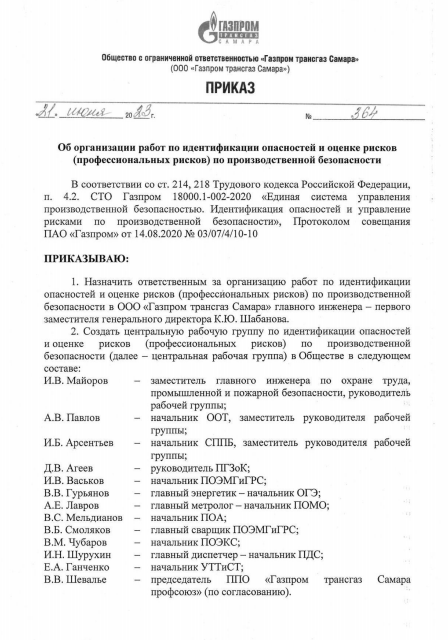 ГАЗПРОМ
ТРАНСГАЗ
САМАРА
Общество с ограниченной ответственностью «Газпром трансгаз Самара»
(ООО «Газпром трансгаз Самара»)
ПРИКАЗ
21. июня 2023г. № 364
Об организации работ по идентификации опасностей и оценке рисков
(профессиональных рисков) по производственной безопасности
В соответствии со ст. 214, 218 Трудового кодекса Российской Федерации,
п. 4.2. СТО Газпром 18000.1-002-2020 «Единая система управления
производственной безопасностью. Идентификация опасностей и управление
рисками по производственной безопасности», Протоколом совещания
ПАО «Газпром» от 14.08.2020 № 03/07/4/10-10
ПРИКАЗЫВАЮ:
1. Назначить ответственным за организацию работ по идентификации
опасностей и оценке рисков (профессиональных рисков) по производственной
безопасности в ООО «Газпром трансгаз Самара» главного инженера – первого
заместителя генерального директора К.Ю. Шабанова.
2. Создать центральную рабочую группу по идентификации опасностей
и оценке рисков (профессиональных рисков) по производственной
безопасности (далее – центральная рабочая группа) в Обществе в следующем
составе:
И.В. Майоров – заместитель главного инженера по охране труда,
промышленной и пожарной безопасности, руководитель
рабочей группы;
А.В. Павлов – начальник ООТ, заместитель руководителя рабочей
группы;
И.Б. Арсентьев – начальник СППБ, заместитель руководителя рабочей
группы;
Д.В. Агеев – руководитель ПГЗоК;
И.В. Васьков – начальник ПОЭМГиГРС;
В.В. Гурьянов – главный энергетик – начальник ОГЭ;
А.Е. Лавров – главный метролог – начальник ПОМО;
В.С. Мельдианов – начальник ПОА;
В.Б. Смоляков – главный сварщик ПОЭМГиГРС;
В.М. Чубаров – начальник ПОЭКС;
И.Н. Шурухин – главный диспетчер – начальник ПДС;
Е.А. Ганченко – начальник УТТиСТ;
В.В. Шевалье – председатель ППО «Газпром трансгаз Самара
профсоюз» (по согласованию).